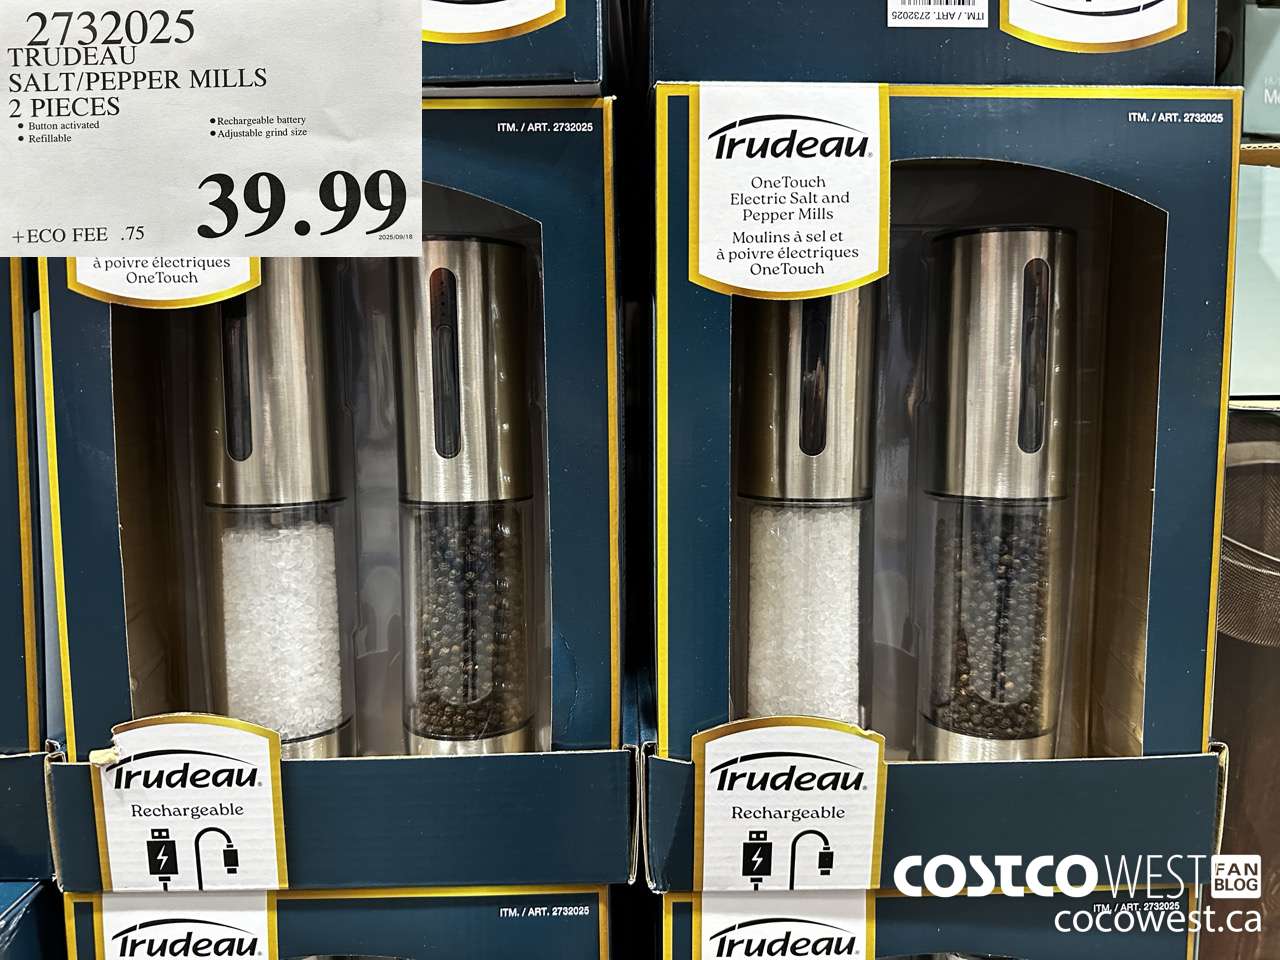 2732025
TRUDEAU
SALT/PEPPER MILLS
2 PIECES
• Button activated
• Refillable
• Rechargeable battery
• Adjustable grind size
39.99
+ECO FEE .75
2025/09/18
ITM. / ART. 2732025
à poivre électriques
OneTouch
ITM. / ART. 2732025
ITM. / ART. 2732025
Trudeau
OneTouch
Electric Salt and
Pepper Mills
Moulins à sel et
à poivre électriques
OneTouch
ITM. / ART. 2732025
Trudeau
Rechargeable
Trudeau
Rechargeable
ITM. / ART. 2732025
Trudeau
ITM. / ART. 2732025
Trudeau
COSTCO WEST FAN BLOG
cocowest.ca